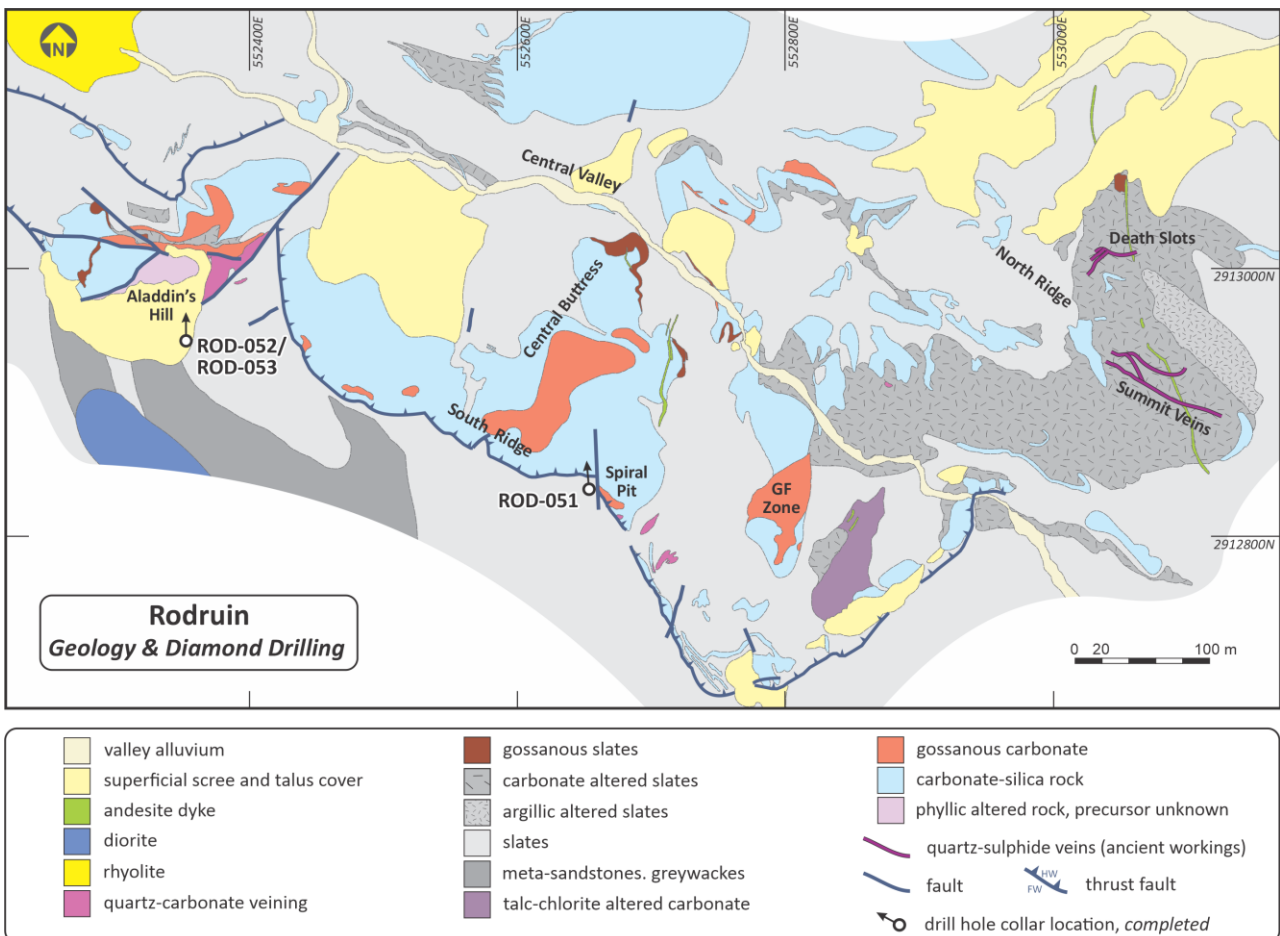 N
552400E
552600E
552800E
553000E
Central Valley
Death Slots
North Ridge
2913000N
Aladdin's
Hill
Central Buttress
ROD-052/
ROD-053
Summit Veins
South Ridge
Spiral
Pit
ROD-051
GF
Zone
2912800N
Rodruin
Geology & Diamond Drilling
0 20 100 m
valley alluvium
superficial scree and talus cover
andesite dyke
diorite
rhyolite
quartz-carbonate veining
gossanous slates
carbonate altered slates
argillic altered slates
slates
meta-sandstones. greywackes
talc-chlorite altered carbonate
gossanous carbonate
carbonate-silica rock
phyllic altered rock, precursor unknown
quartz-sulphide veins (ancient workings)
fault
HW
FW
thrust fault
drill hole collar location, completed